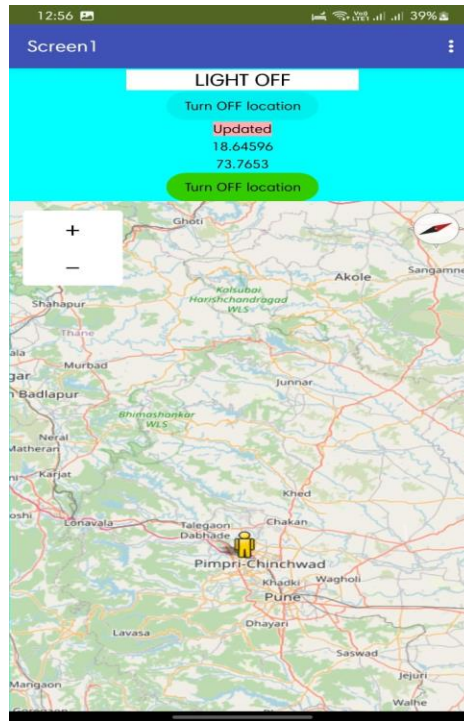 12:56 39%
Screen1
LIGHT OFF
Turn OFF location
Updated
18.64596
73.7653
Turn OFF location
+
Ghoti
−
Akole
Sangamne
Kalsubai
Harishchandragad
WLS
Shahapur
Thane
ala
Murbad
gar
Junnar
Badlapur
Bhimashankar
WLS
Neral
Matheran
Karjat
Khed
oshi
Lonavala
Talegaon
Dabhade
Chakan
Pimpri-Chinchwad
Khadki
Wagholi
Pune
Dhayari
Lavasa
Saswad
Jejuri
Mangaon
Walhe